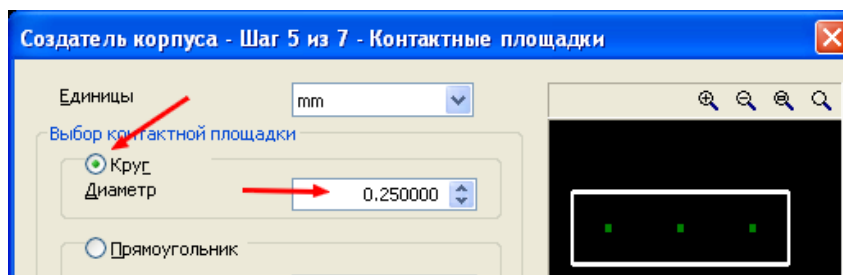 Создатель корпуса - Шаг 5 из 7 - Контактные площадки
Единицы mm
Выбор контактной площадки
Круг
Диаметр 0.250000
Прямоугольник